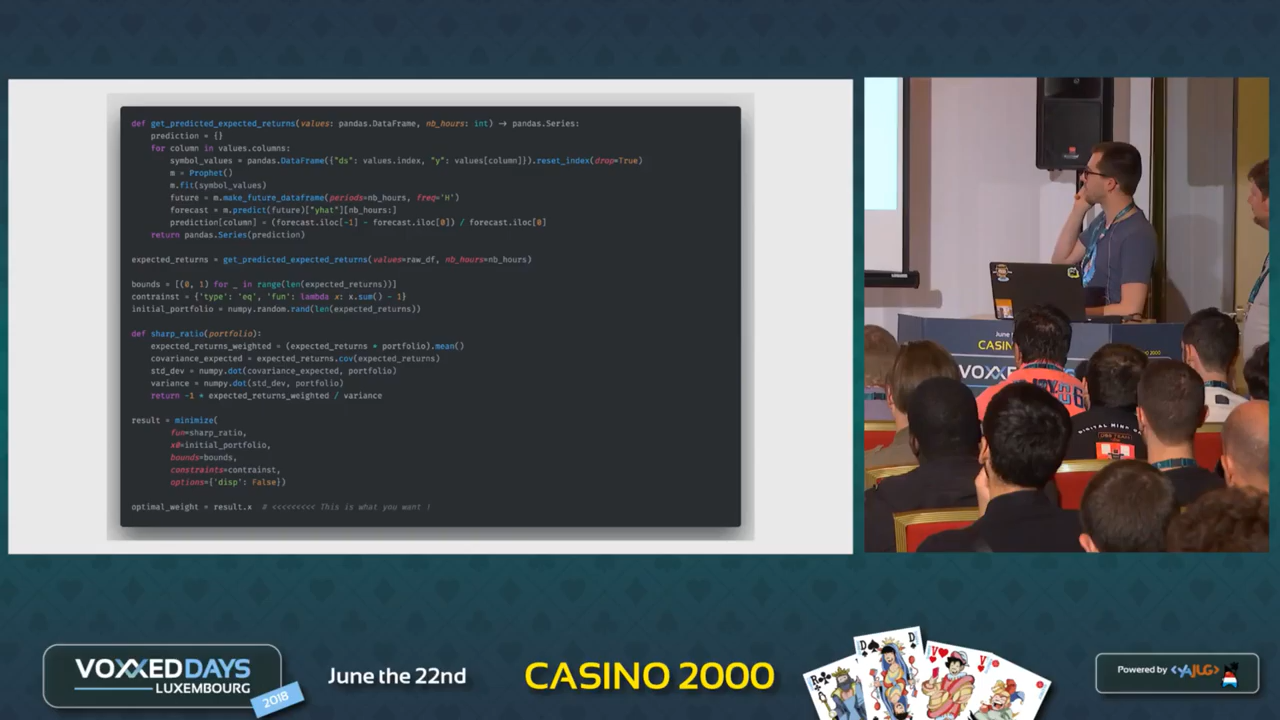 def get_predicted_expected_returns(values: pandas.DataFrame, nb_hours: int) → pandas.Series:
prediction = {}
for column in values.columns:
symbol_values = pandas.DataFrame({"ds": values.index, "y": values[column]}).reset_index(drop=True)
m = Prophet()
m.fit(symbol_values)
future = m.make_future_dataframe(periods=nb_hours, freq='H')
forecast = m.predict(future)["yhat"][nb_hours:]
prediction[column] = (forecast.iloc[-1] - forecast.iloc[0]) / forecast.iloc[0]
return pandas.Series(prediction)
expected_returns = get_predicted_expected_returns(values=raw_df, nb_hours=nb_hours)
bounds = [(0, 1) for _ in range(len(expected_returns))]
contrainst = {'type': 'eq', 'fun': lambda x: x.sum() - 1}
initial_portfolio = numpy.random.rand(len(expected_returns))
def sharp_ratio(portfolio):
expected_returns_weighted = (expected_returns * portfolio).mean()
covariance_expected = expected_returns.cov(expected_returns)
std_dev = numpy.dot(covariance_expected, portfolio)
variance = numpy.dot(std_dev, portfolio)
return -1 * expected_returns_weighted / variance
result = minimize(
fun=sharp_ratio,
x0=initial_portfolio,
bounds=bounds,
constraints=contrainst,
options={'disp': False})
optimal_weight = result.x # <<<<<<<<< This is what you want !
June
CASIN
2000
VOXXED
DIGITAL MIND
VOXXEDDAYS
LUXEMBOURG
2018
June the 22nd
CASINO 2000
R
D
D
V
V
Powered by <YAJUG>